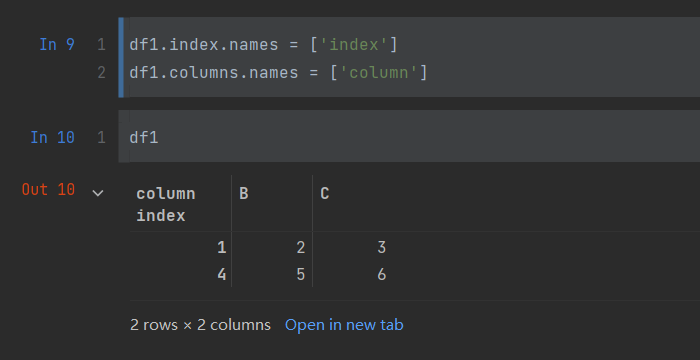 In 9 1 df1.index.names = ['index']
2 df1.columns.names = ['column']
In 10 1 df1
Out 10 column B C
index
1 2 3
4 5 6
2 rows × 2 columns Open in new tab